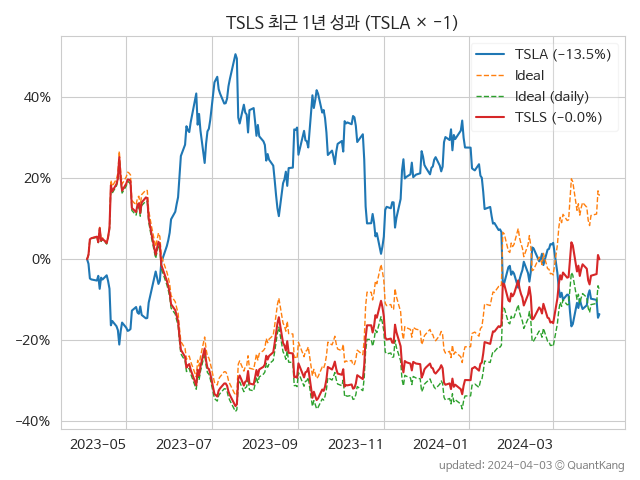 TSLS 최근 1년 성과 (TSLA × −1)
TSLA (−13.5%)
Ideal
Ideal (daily)
TSLS (−0.0%)
40%
20%
0%
−20%
−40%
2023-05
2023-07
2023-09
2023-11
2024-01
2024-03
updated: 2024-04-03 © QuantKang